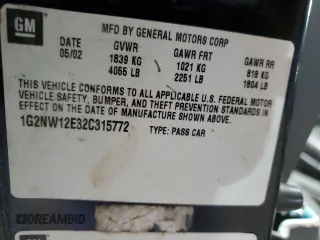 GM
MFD BY GENERAL MOTORS CORP
DATE GVWR GAWR FRT GAWR RR
05/02 1839 KG 1021 KG 818 KG
4055 LB 2251 LB 1804 LB
THIS VEHICLE CONFORMS TO ALL APPLICABLE U.S. FEDERAL MOTOR
VEHICLE SAFETY, BUMPER, AND THEFT PREVENTION STANDARDS IN
EFFECT ON THE DATE OF MANUFACTURE SHOWN ABOVE.
1G2NW12E32C315772 TYPE: PASS CAR
GM
DREAMBID